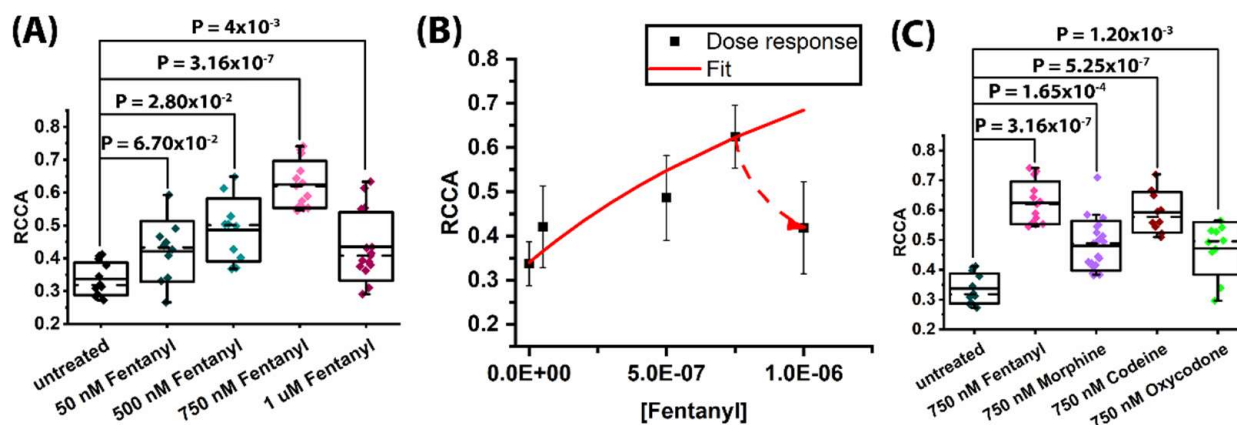 (A)
P = 4x10-3
P = 3.16x10-7
P = 2.80x10-2
P = 6.70x10-2
RCCA
0.8
0.7
0.6
0.5
0.4
0.3
0.2
untreated
50 nM Fentanyl
500 nM Fentanyl
750 nM Fentanyl
1 uM Fentanyl
(B)
Dose response
Fit
RCCA
0.8
0.7
0.6
0.5
0.4
0.3
0.2
0.0E+00 5.0E-07 1.0E-06
[Fentanyl]
(C)
P = 1.20x10-3
P = 5.25x10-7
P = 1.65x10-4
P = 3.16x10-7
RCCA
0.8
0.7
0.6
0.5
0.4
0.3
0.2
untreated
750 nM Fentanyl
750 nM Morphine
750 nM Codeine
750 nM Oxycodone